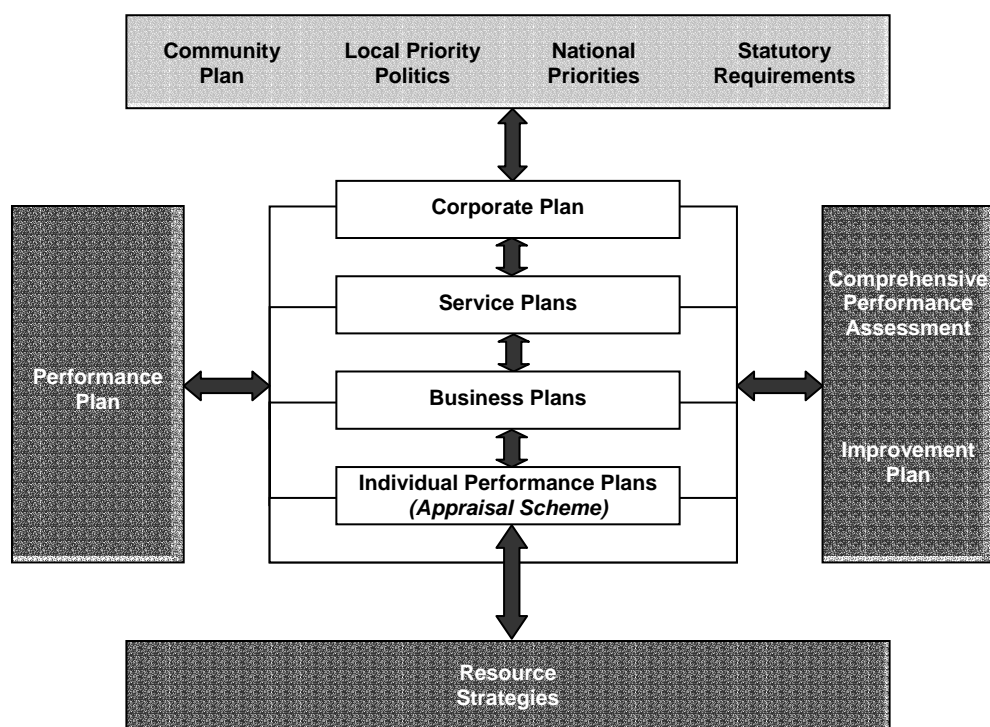 Community Plan
Local Priority Politics
National Priorities
Statutory Requirements
Corporate Plan
Service Plans
Performance Plan
Business Plans
Individual Performance Plans
(Appraisal Scheme)
Comprehensive
Performance
Assessment
Improvement
Plan
Resource
Strategies